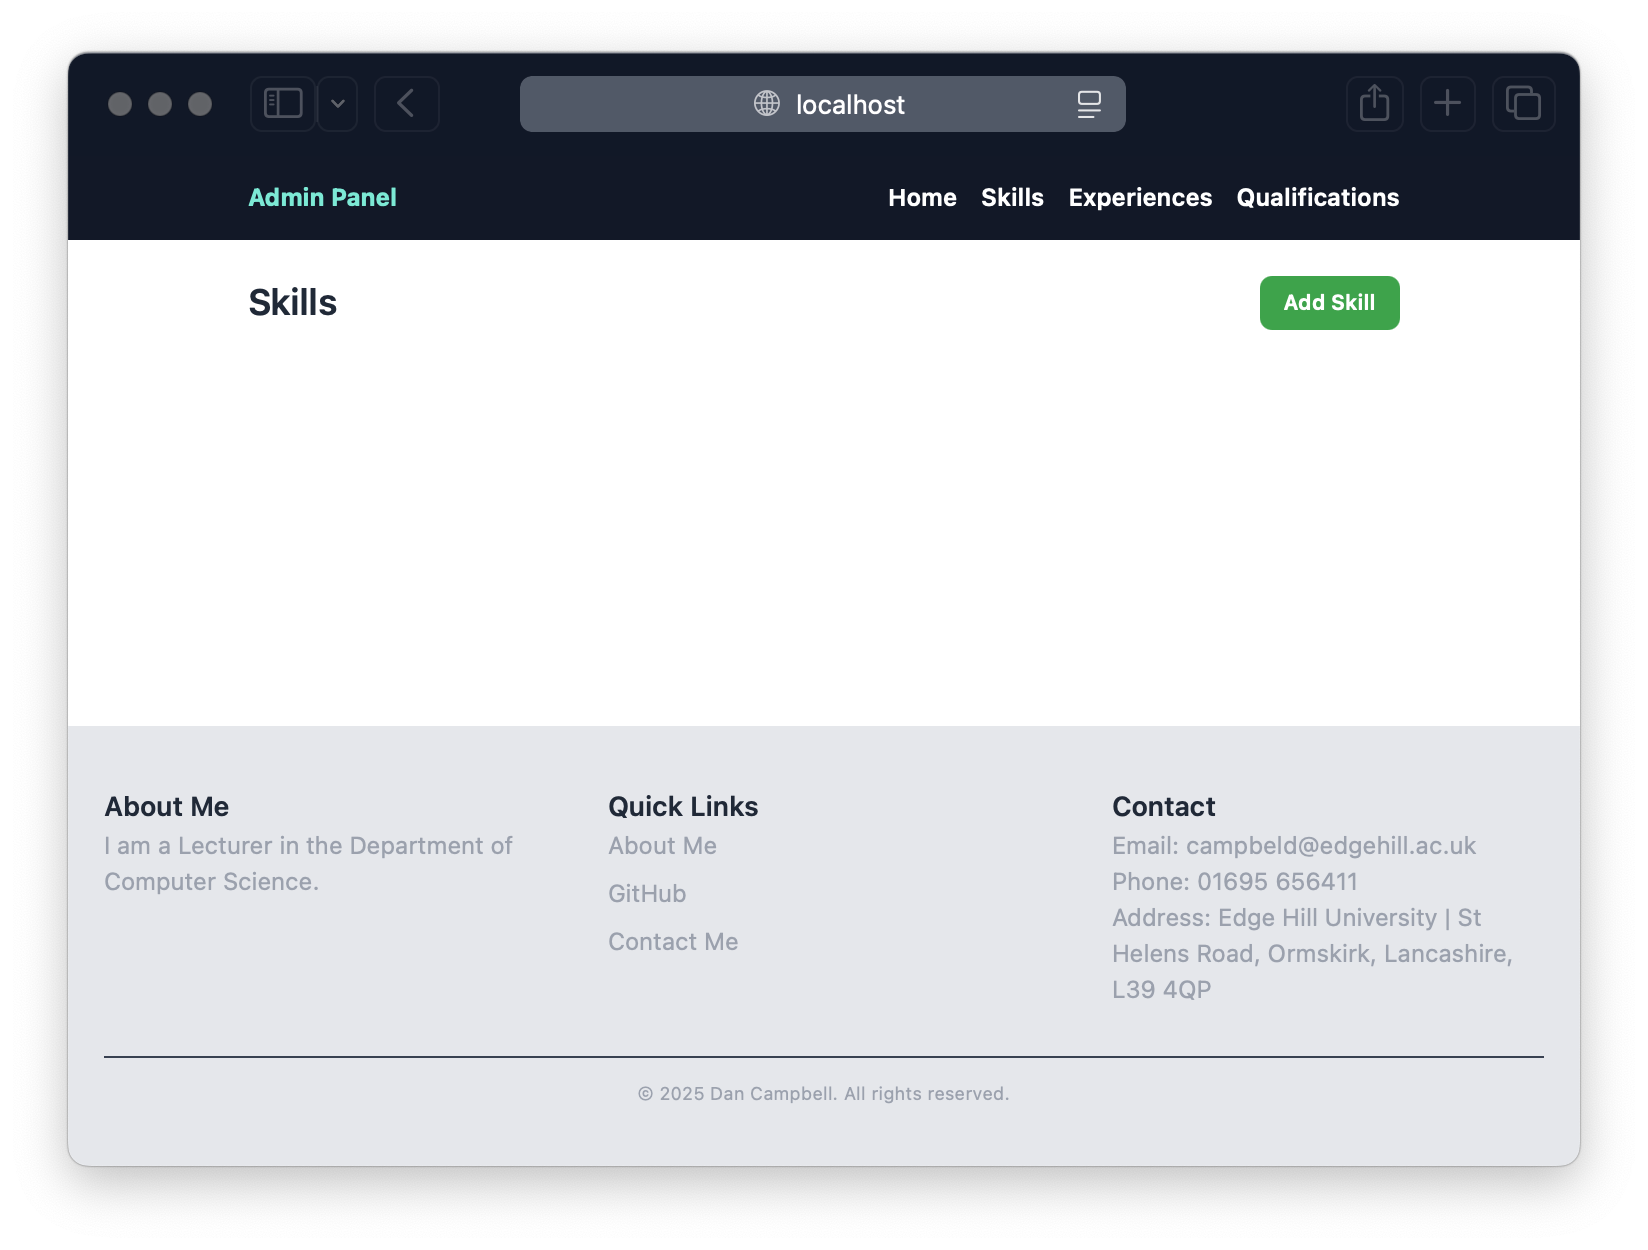 localhost
Admin Panel
Home Skills Experiences Qualifications
Skills
Add Skill
About Me
I am a Lecturer in the Department of
Computer Science.
Quick Links
About Me
GitHub
Contact Me
Contact
Email: campbeld@edgehill.ac.uk
Phone: 01695 656411
Address: Edge Hill University | St
Helens Road, Ormskirk, Lancashire,
L39 4QP
© 2025 Dan Campbell. All rights reserved.